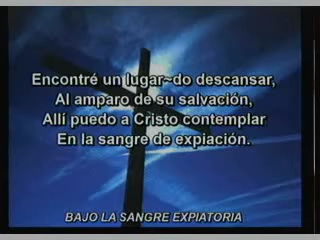 Encontré un lugar~do descansar,
Al amparo de su salvación,
Allí puedo a Cristo contemplar
En la sangre de expiación.
BAJO LA SANGRE EXPIATORIA